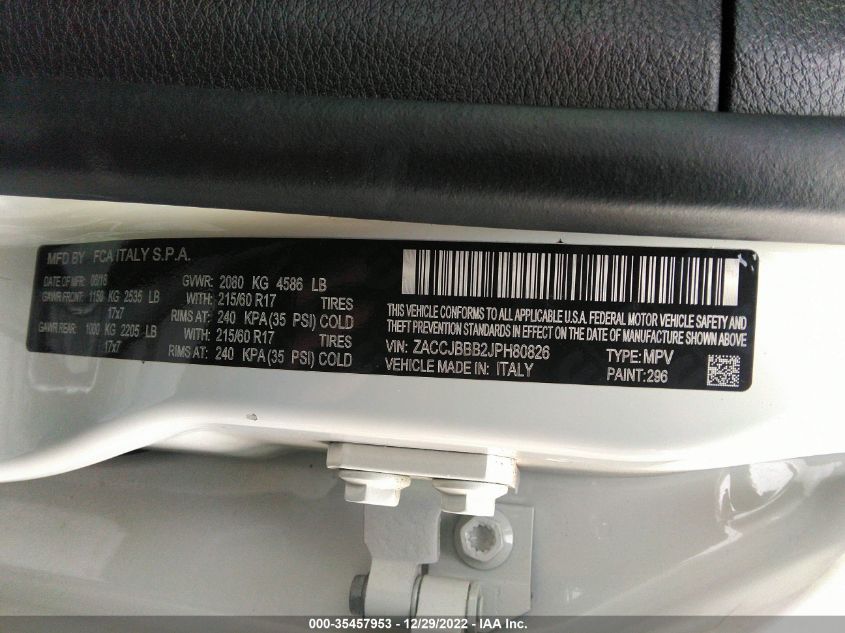 MFD BY FCA ITALY S.P.A.
DATE OF MFR 06/18 GVWR: 2080 KG 4586 LB
GAWR FRONT: 1150 KG 2535 LB WITH: 215/60 R17 TIRES
17x7 RIMS AT: 240 KPA (35 PSI) COLD
GAWR REAR: 1000 KG 2205 LB WITH: 215/60 R17 TIRES
17x7 RIMS AT: 240 KPA (35 PSI) COLD
THIS VEHICLE CONFORMS TO ALL APPLICABLE U.S.A. FEDERAL MOTOR VEHICLE SAFETY AND
THEFT PREVENTION STANDARDS IN EFFECT ON THE DATE OF MANUFACTURE SHOWN ABOVE.
VIN: ZACCJBBB2JPH80826 TYPE: MPV
VEHICLE MADE IN: ITALY PAINT: 296
000-35457953 - 12/29/2022 - IAA Inc.